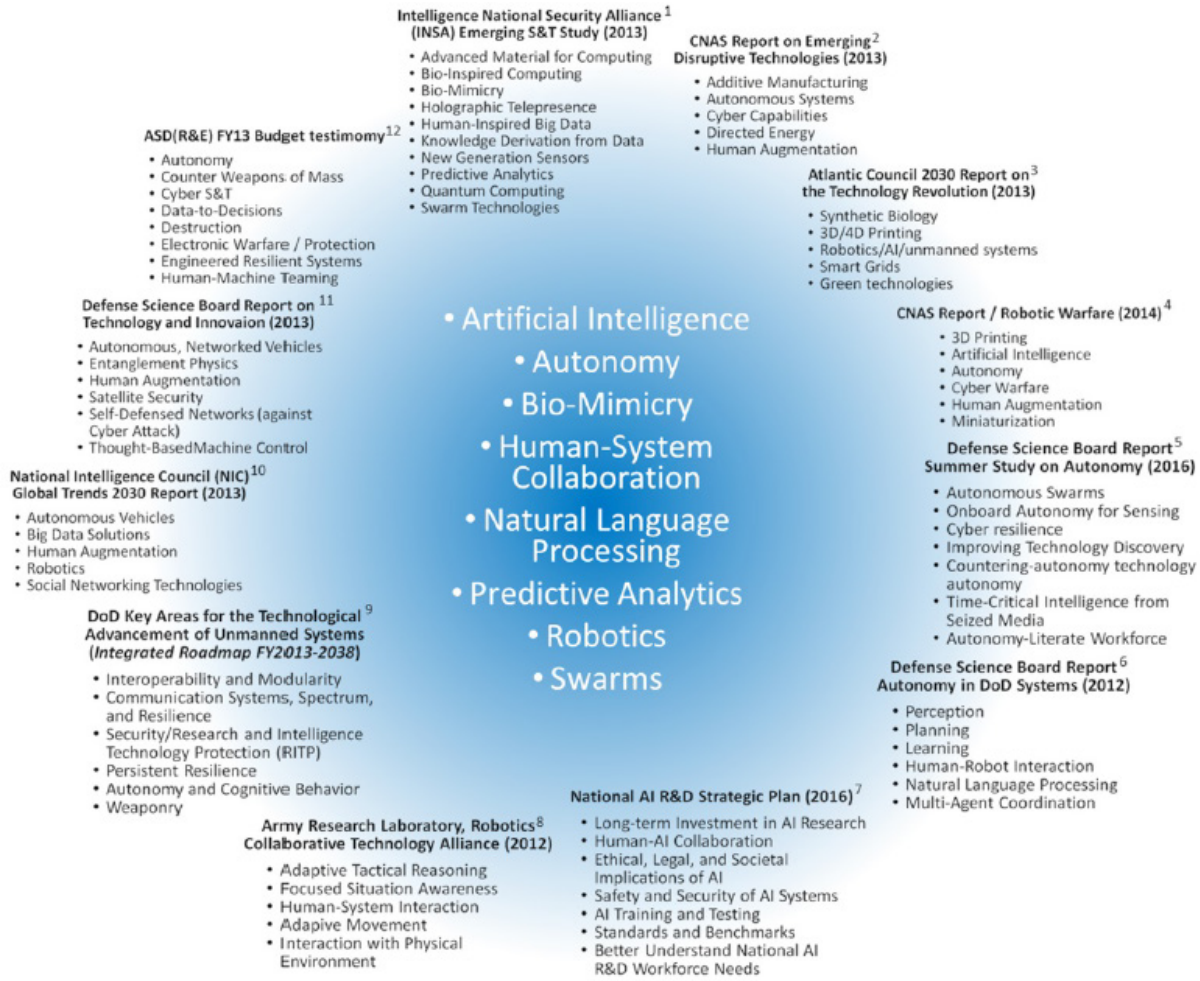 Intelligence National Security Alliance 1
(INSA) Emerging S&T Study (2013)
• Advanced Material for Computing
• Bio-Inspired Computing
• Bio-Mimicry
• Holographic Telepresence
• Human-Inspired Big Data
• Knowledge Derivation from Data
• New Generation Sensors
• Predictive Analytics
• Quantum Computing
• Swarm Technologies
CNAS Report on Emerging 2
Disruptive Technologies (2013)
• Additive Manufacturing
• Autonomous Systems
• Cyber Capabilities
• Directed Energy
• Human Augmentation
Atlantic Council 2030 Report on 3
the Technology Revolution (2013)
• Synthetic Biology
• 3D/4D Printing
• Robotics/AI/unmanned systems
• Smart Grids
• Green technologies
CNAS Report / Robotic Warfare (2014) 4
• 3D Printing
• Artificial Intelligence
• Autonomy
• Cyber Warfare
• Human Augmentation
• Miniaturization
Defense Science Board Report 5
Summer Study on Autonomy (2016)
• Autonomous Swarms
• Onboard Autonomy for Sensing
• Cyber resilience
• Improving Technology Discovery
• Countering-autonomy technology
autonomy
• Time-Critical Intelligence from
Seized Media
• Autonomy-Literate Workforce
Defense Science Board Report 6
Autonomy in DoD Systems (2012)
• Perception
• Planning
• Learning
• Human-Robot Interaction
• Natural Language Processing
• Multi-Agent Coordination
National AI R&D Strategic Plan (2016) 7
• Long-term Investment in AI Research
• Human-AI Collaboration
• Ethical, Legal, and Societal
Implications of AI
• Safety and Security of AI Systems
• AI Training and Testing
• Standards and Benchmarks
• Better Understand National AI
R&D Workforce Needs
Army Research Laboratory, Robotics 8
Collaborative Technology Alliance (2012)
• Adaptive Tactical Reasoning
• Focused Situation Awareness
• Human-System Interaction
• Adapive Movement
• Interaction with Physical
Environment
DoD Key Areas for the Technological 9
Advancement of Unmanned Systems
(Integrated Roadmap FY2013-2038)
• Interoperability and Modularity
• Communication Systems, Spectrum,
and Resilience
• Security/Research and Intelligence
Technology Protection (RITP)
• Persistent Resilience
• Autonomy and Cognitive Behavior
• Weaponry
National Intelligence Council (NIC) 10
Global Trends 2030 Report (2013)
• Autonomous Vehicles
• Big Data Solutions
• Human Augmentation
• Robotics
• Social Networking Technologies
Defense Science Board Report on 11
Technology and Innovaion (2013)
• Autonomous, Networked Vehicles
• Entanglement Physics
• Human Augmentation
• Satellite Security
• Self-Defensed Networks (against
Cyber Attack)
• Thought-BasedMachine Control
ASD(R&E) FY13 Budget testimomy 12
• Autonomy
• Counter Weapons of Mass
• Cyber S&T
• Data-to-Decisions
• Destruction
• Electronic Warfare / Protection
• Engineered Resilient Systems
• Human-Machine Teaming
• Artificial Intelligence
• Autonomy
• Bio-Mimicry
• Human-System
Collaboration
• Natural Language
Processing
• Predictive Analytics
• Robotics
• Swarms